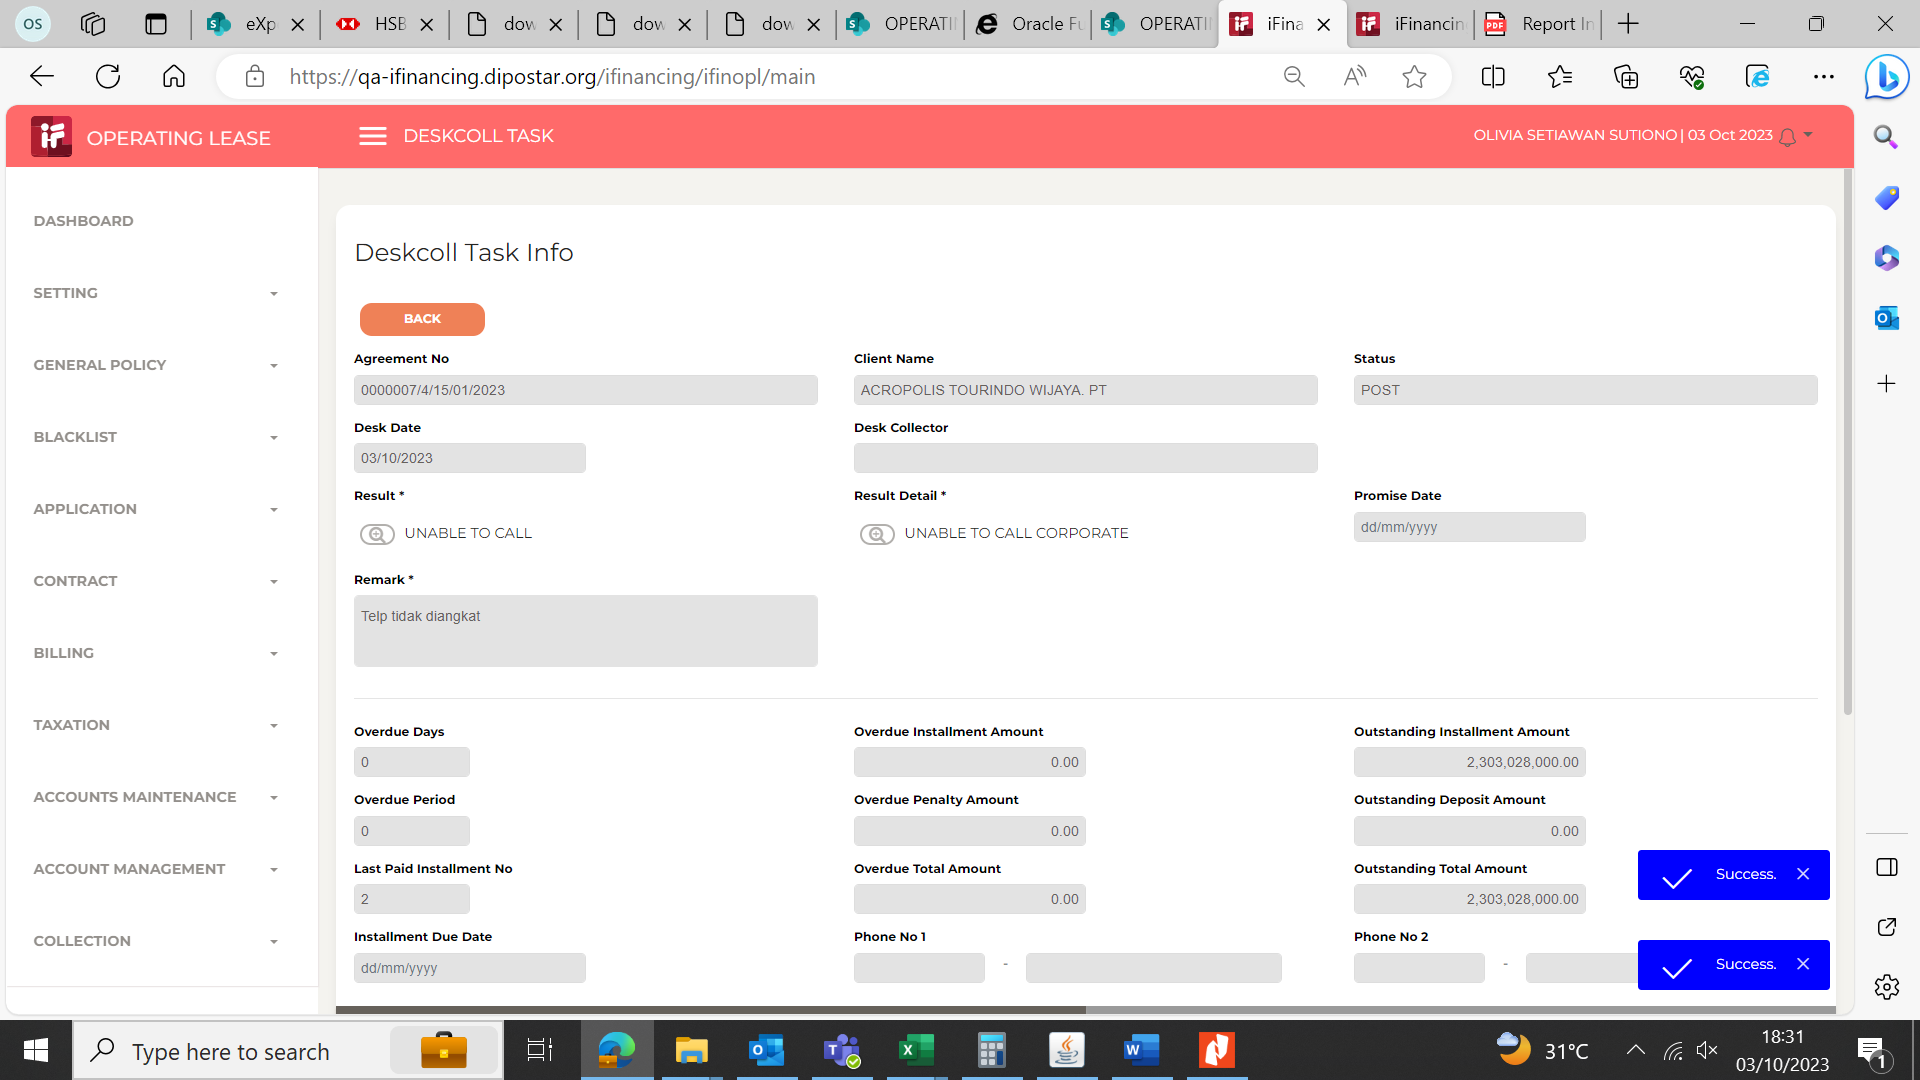 OS
eXp
HSB
dow
dow
dow
OPERATIN
Oracle Fu
OPERATIN
iFina
iFinancing
Report In
https://qa-ifinancing.dipostar.org/ifinancing/ifinopl/main
iF OPERATING LEASE
DESKCOLL TASK
OLIVIA SETIAWAN SUTIONO | 03 Oct 2023
DASHBOARD
SETTING
GENERAL POLICY
BLACKLIST
APPLICATION
CONTRACT
BILLING
TAXATION
ACCOUNTS MAINTENANCE
ACCOUNT MANAGEMENT
COLLECTION
Deskcoll Task Info
BACK
Agreement No
0000007/4/15/01/2023
Client Name
ACROPOLIS TOURINDO WIJAYA. PT
Status
POST
Desk Date
03/10/2023
Desk Collector
Result *
UNABLE TO CALL
Result Detail *
UNABLE TO CALL CORPORATE
Promise Date
dd/mm/yyyy
Remark *
Telp tidak diangkat
Overdue Days
0
Overdue Installment Amount
0.00
Outstanding Installment Amount
2,303,028,000.00
Overdue Period
0
Overdue Penalty Amount
0.00
Outstanding Deposit Amount
0.00
Last Paid Installment No
2
Overdue Total Amount
0.00
Outstanding Total Amount
2,303,028,000.00
Installment Due Date
dd/mm/yyyy
Phone No 1
-
Phone No 2
-
Success.
Success.
Type here to search
31°C
18:31
03/10/2023
1